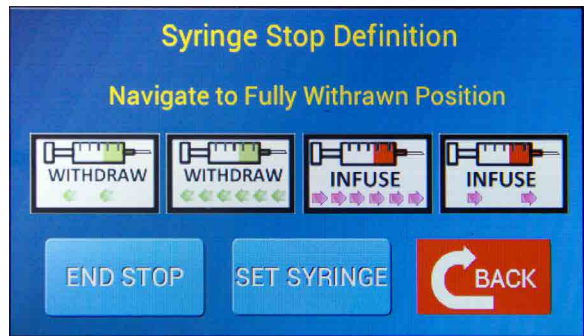 Syringe Stop Definition
Navigate to Fully Withrawn Position
WITHDRAW WITHDRAW INFUSE INFUSE
END STOP SET SYRINGE BACK